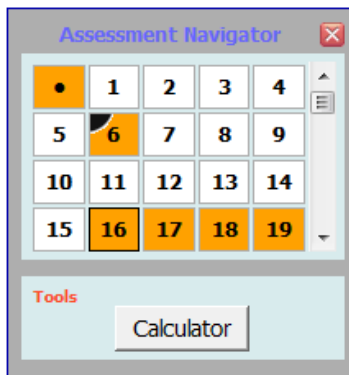 Assessment Navigator
• 1 2 3 4
5 6 7 8 9
10 11 12 13 14
15 16 17 18 19
Tools
Calculator